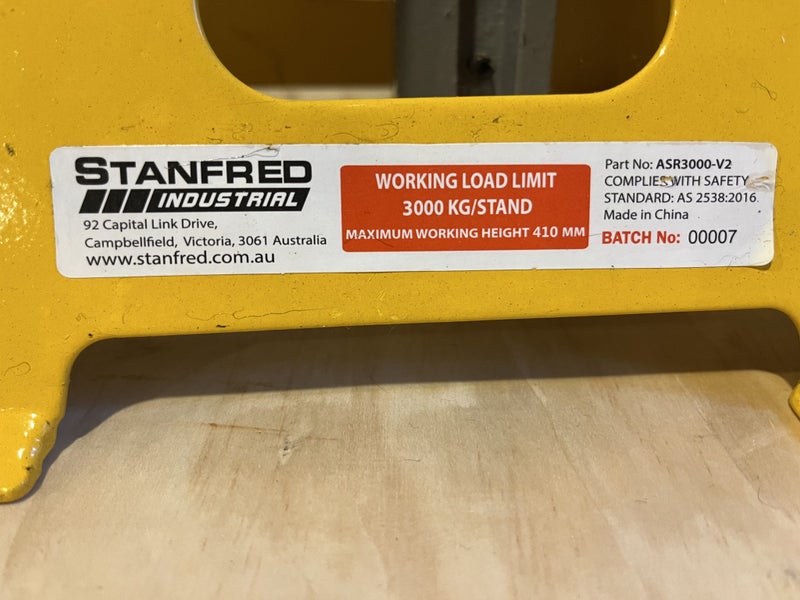 STANFRED
INDUSTRIAL
92 Capital Link Drive,
Campbellfield, Victoria, 3061 Australia
www.stanfred.com.au
WORKING LOAD LIMIT
3000 KG/STAND
MAXIMUM WORKING HEIGHT 410 MM
Part No: ASR3000-V2
COMPLIES WITH SAFETY
STANDARD: AS 2538:2016.
Made in China
BATCH No: 00007